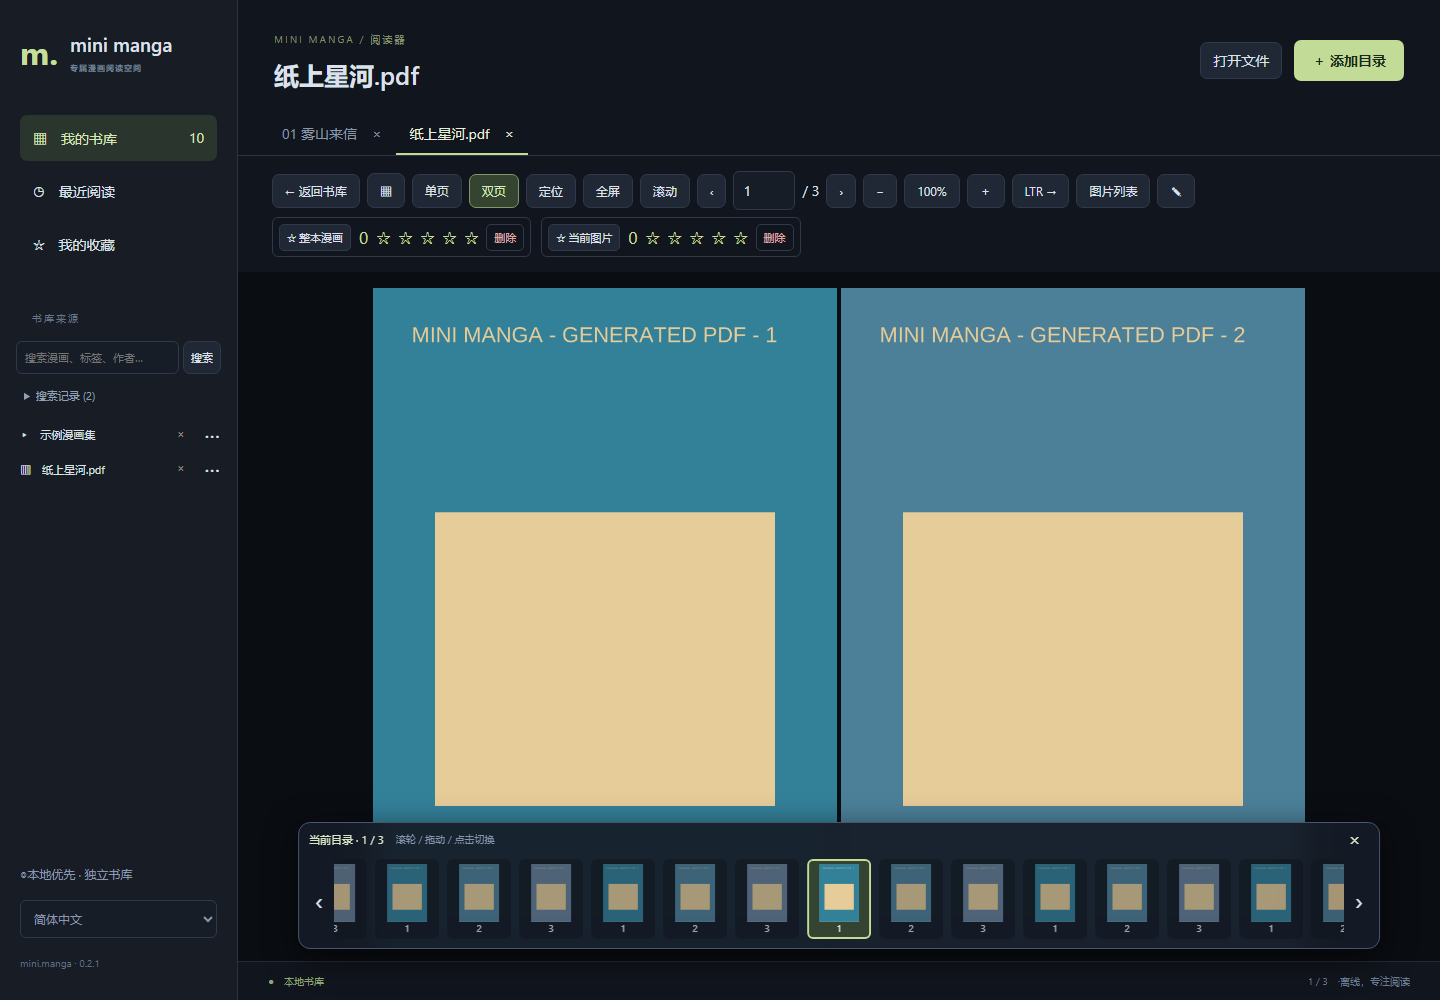 m. mini manga
专属漫画阅读空间
我的书库 10
最近阅读
我的收藏
书库来源
搜索漫画、标签、作者... 搜索
搜索记录 (2)
示例漫画集 × ...
纸上星河.pdf × ...
本地优先 · 独立书库
简体中文
mini.manga · 0.2.1
MINI MANGA / 阅读器
纸上星河.pdf
打开文件 + 添加目录
01 雾山来信 × 纸上星河.pdf ×
← 返回书库 单页 双页 定位 全屏 滚动 ‹ 1 / 3 › − 100% + LTR → 图片列表
☆ 整本漫画 0 ☆ ☆ ☆ ☆ ☆ 删除 ☆ 当前图片 0 ☆ ☆ ☆ ☆ ☆ 删除
MINI MANGA - GENERATED PDF - 1 MINI MANGA - GENERATED PDF - 2
当前目录 · 1 / 3 滚轮 / 拖动 / 点击切换 ×
‹ 3 1 2 3 1 2 3 1 2 3 1 2 3 1 2 ›
本地书库 1 / 3 ·离线，专注阅读